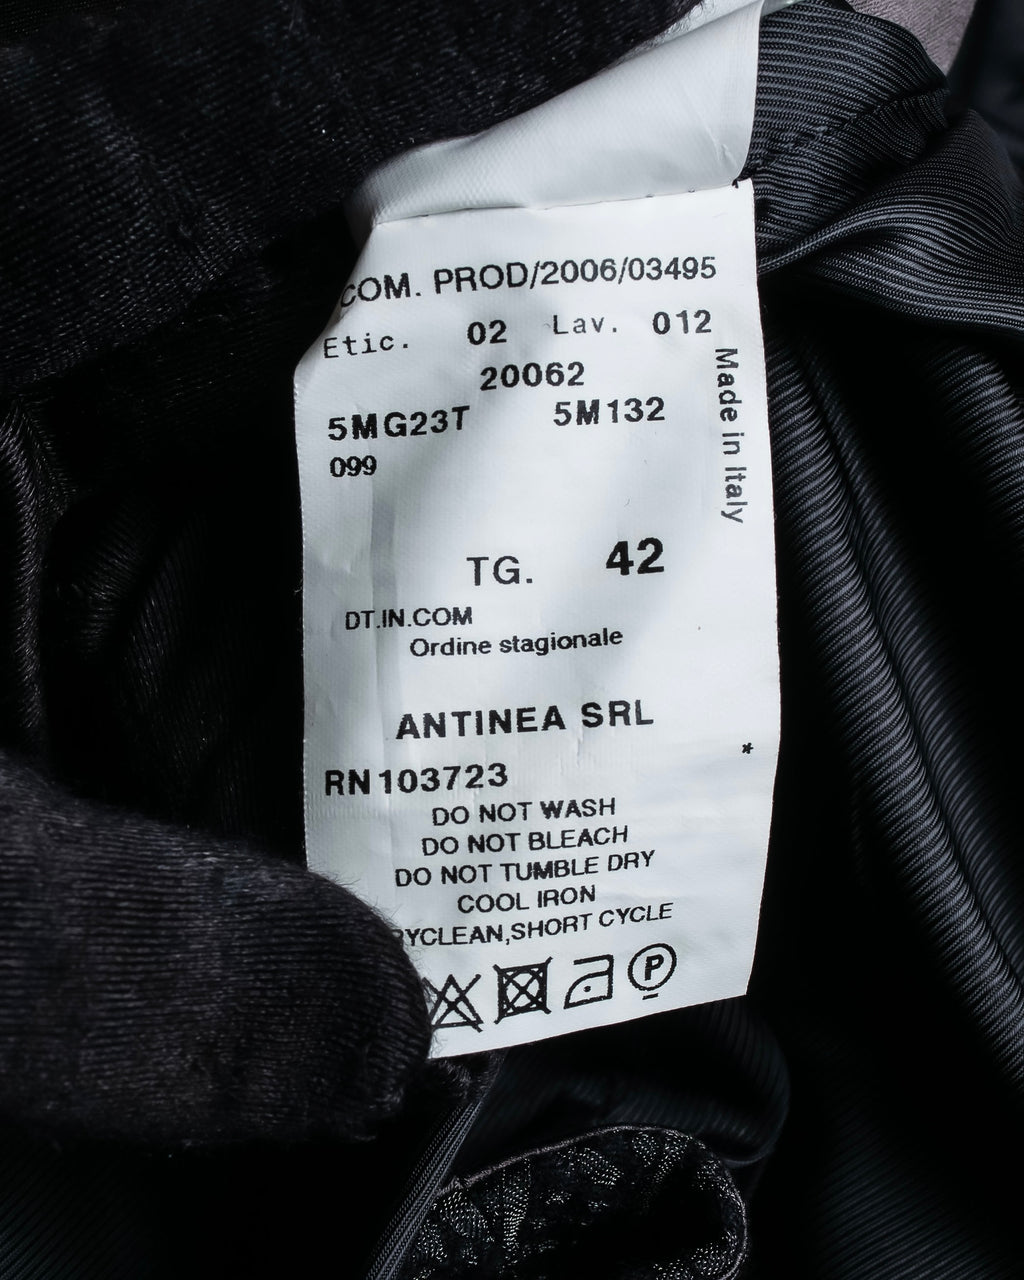 COM. PROD/2006/03495
Etic. 02 Lav. 012
20062
5MG23T 5M132
099
Made in Italy
TG. 42
DT.IN.COM
Ordine stagionale
ANTINEA SRL
*
RN103723
DO NOT WASH
DO NOT BLEACH
DO NOT TUMBLE DRY
COOL IRON
RYCLEAN,SHORT CYCLE
P